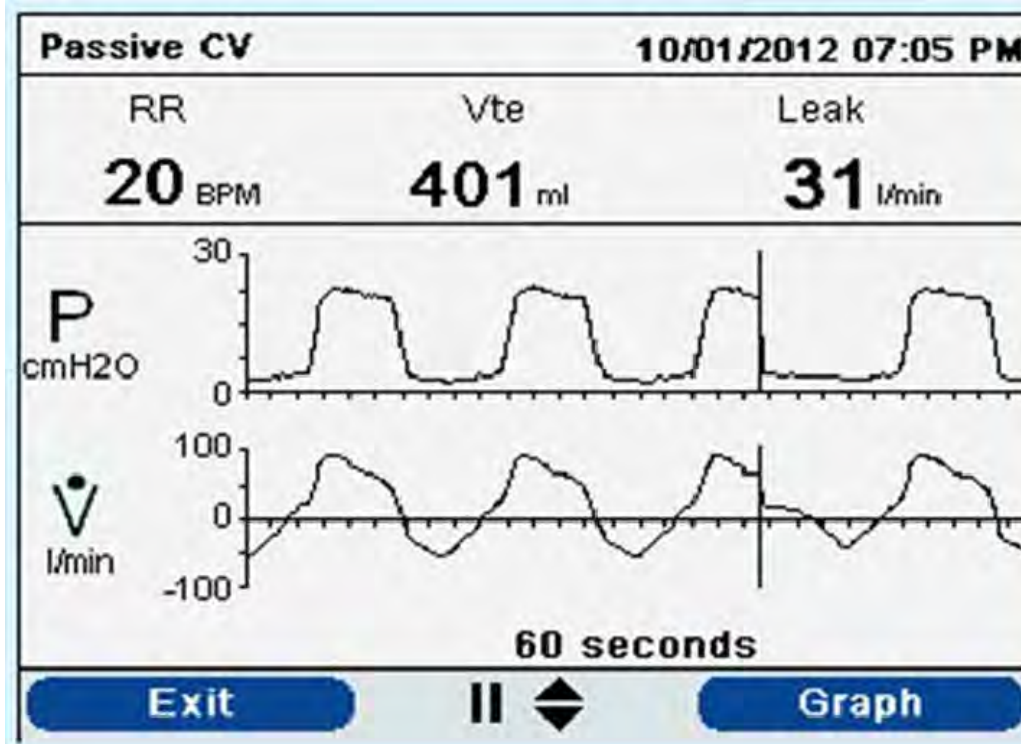 Passive CV 10/01/2012 07:05 PM
RR Vte Leak
20 BPM 401 ml 31 l/min
30
P
cmH2O
0
100
V̇
0
l/min
-100
60 seconds
Exit Graph